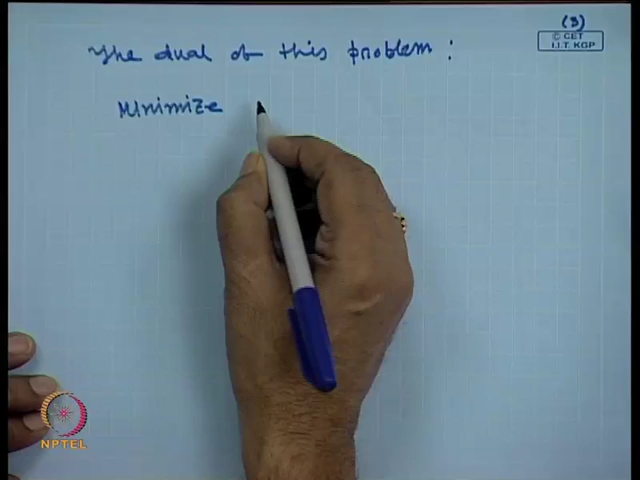 (3)
© CET
I.I.T. KGP
The dual of this problem :
Minimize
NPTEL